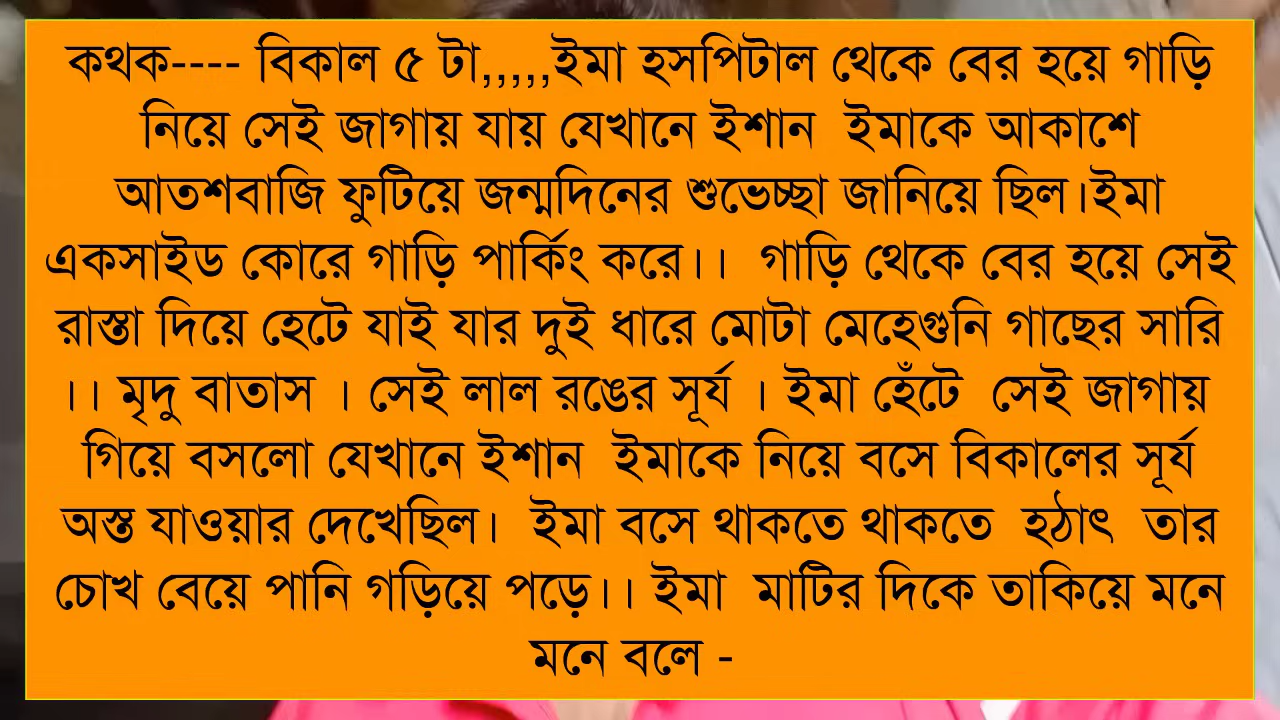 কথক---- বিকাল ৫ টা,,,,,ইমা হসপিটাল থেকে বের হয়ে গাড়ি
নিয়ে সেই জাগায় যায় যেখানে ইশান ইমাকে আকাশে
আতশবাজি ফুটিয়ে জন্মদিনের শুভেচ্ছা জানিয়ে ছিল।ইমা
একসাইড কোরে গাড়ি পার্কিং করে।। গাড়ি থেকে বের হয়ে সেই
রাস্তা দিয়ে হেটে যাই যার দুই ধারে মোটা মেহেগুনি গাছের সারি
।। মৃদু বাতাস । সেই লাল রঙের সূর্য । ইমা হেঁটে সেই জাগায়
গিয়ে বসলো যেখানে ইশান ইমাকে নিয়ে বসে বিকালের সূর্য
অস্ত যাওয়ার দেখেছিল। ইমা বসে থাকতে থাকতে হঠাৎ তার
চোখ বেয়ে পানি গড়িয়ে পড়ে।। ইমা মাটির দিকে তাকিয়ে মনে
মনে বলে -